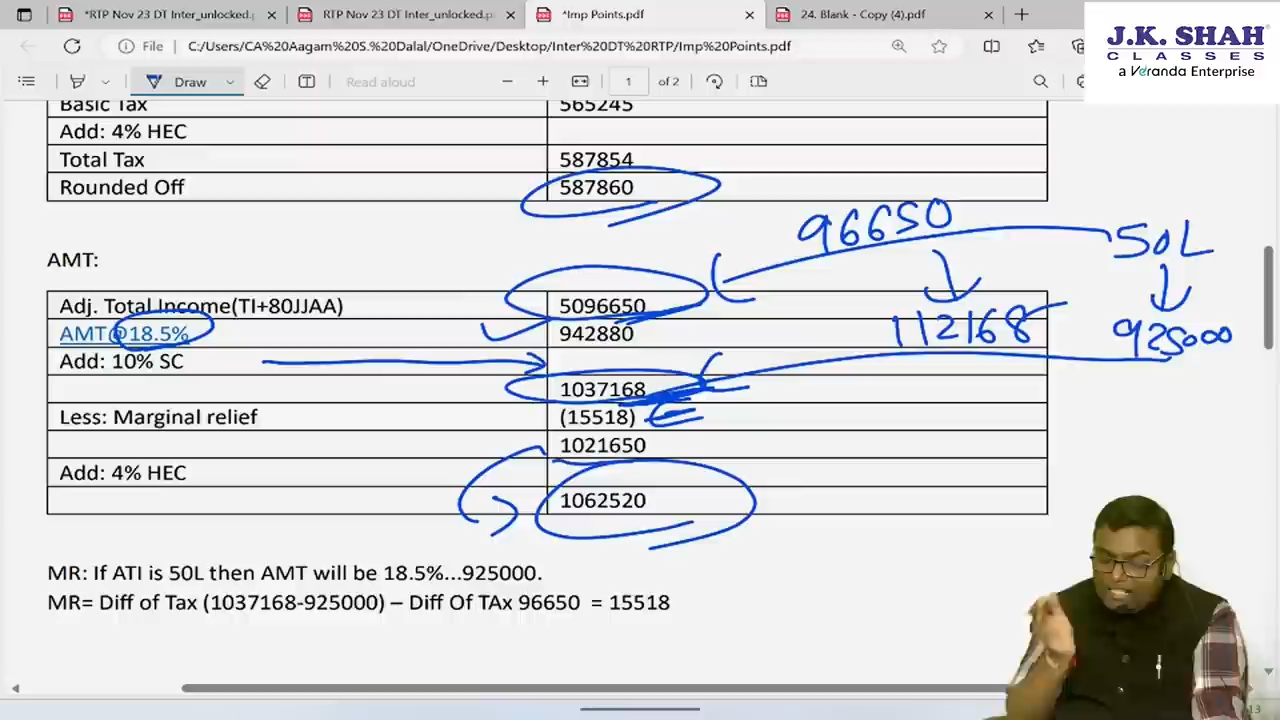 *RTP Nov 23 DT Inter_unlocked.p
RTP Nov 23 DT Inter_unlocked.p
*Imp Points.pdf
24. Blank - Copy (4).pdf
J.K. SHAH®
CLASSES
a Veranda Enterprise
File
C:/Users/CA%20Aagam%20S.%20Dalal/OneDrive/Desktop/Inter%20DT%20RTP/Imp%20Points.pdf
Draw
Read aloud
1
of 2
Basic Tax 565245
Add: 4% HEC
Total Tax 587854
Rounded Off 587860
96650
50L
AMT:
Adj. Total Income(TI+80JJAA) 5096650
112168
925000
AMT@18.5% 942880
Add: 10% SC
1037168
Less: Marginal relief (15518)
1021650
Add: 4% HEC
1062520
MR: If ATI is 50L then AMT will be 18.5%...925000.
MR= Diff of Tax (1037168-925000) – Diff Of TAx 96650 = 15518
13